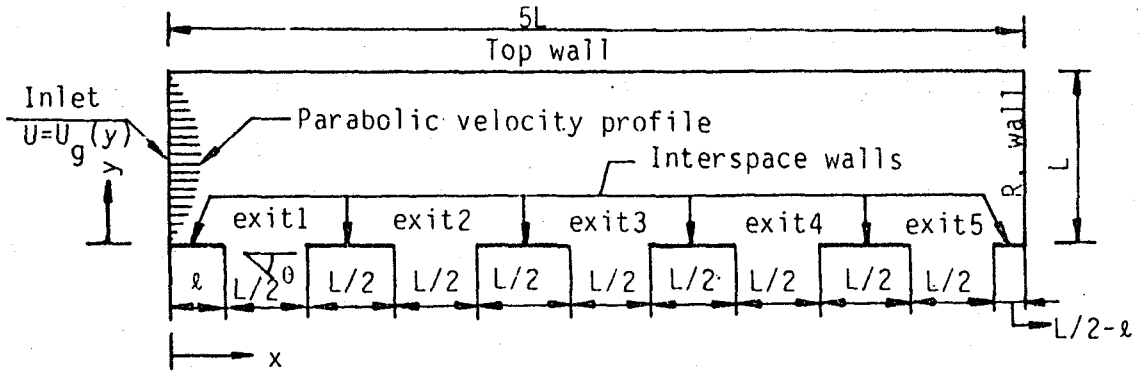 5L
Top wall
Inlet
U=U_g(y)
Parabolic velocity profile
y
Interspace walls
R. wall
L
exit1 exit2 exit3 exit4 exit5
θ
ℓ L/2 L/2 L/2 L/2 L/2 L/2 L/2 L/2 L/2
L/2-ℓ
x